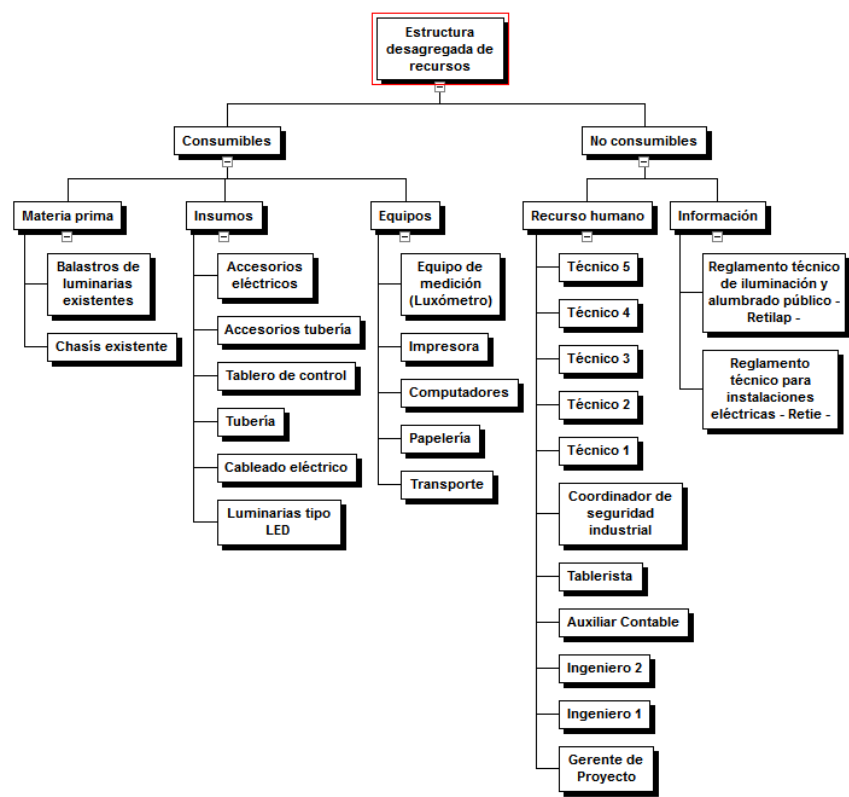 Estructura
desagregada de
recursos
Consumibles
No consumibles
Materia prima
Insumos
Equipos
Recurso humano
Información
Balastros de
luminarias
existentes
Chasís existente
Accesorios
eléctricos
Accesorios tubería
Tablero de control
Tubería
Cableado eléctrico
Luminarias tipo
LED
Equipo de
medición
(Luxómetro)
Impresora
Computadores
Papelería
Transporte
Técnico 5
Técnico 4
Técnico 3
Técnico 2
Técnico 1
Coordinador de
seguridad
industrial
Tablerista
Auxiliar Contable
Ingeniero 2
Ingeniero 1
Gerente de
Proyecto
Reglamento técnico
de iluminación y
alumbrado público -
Retilap -
Reglamento
técnico para
instalaciones
eléctricas - Retie -